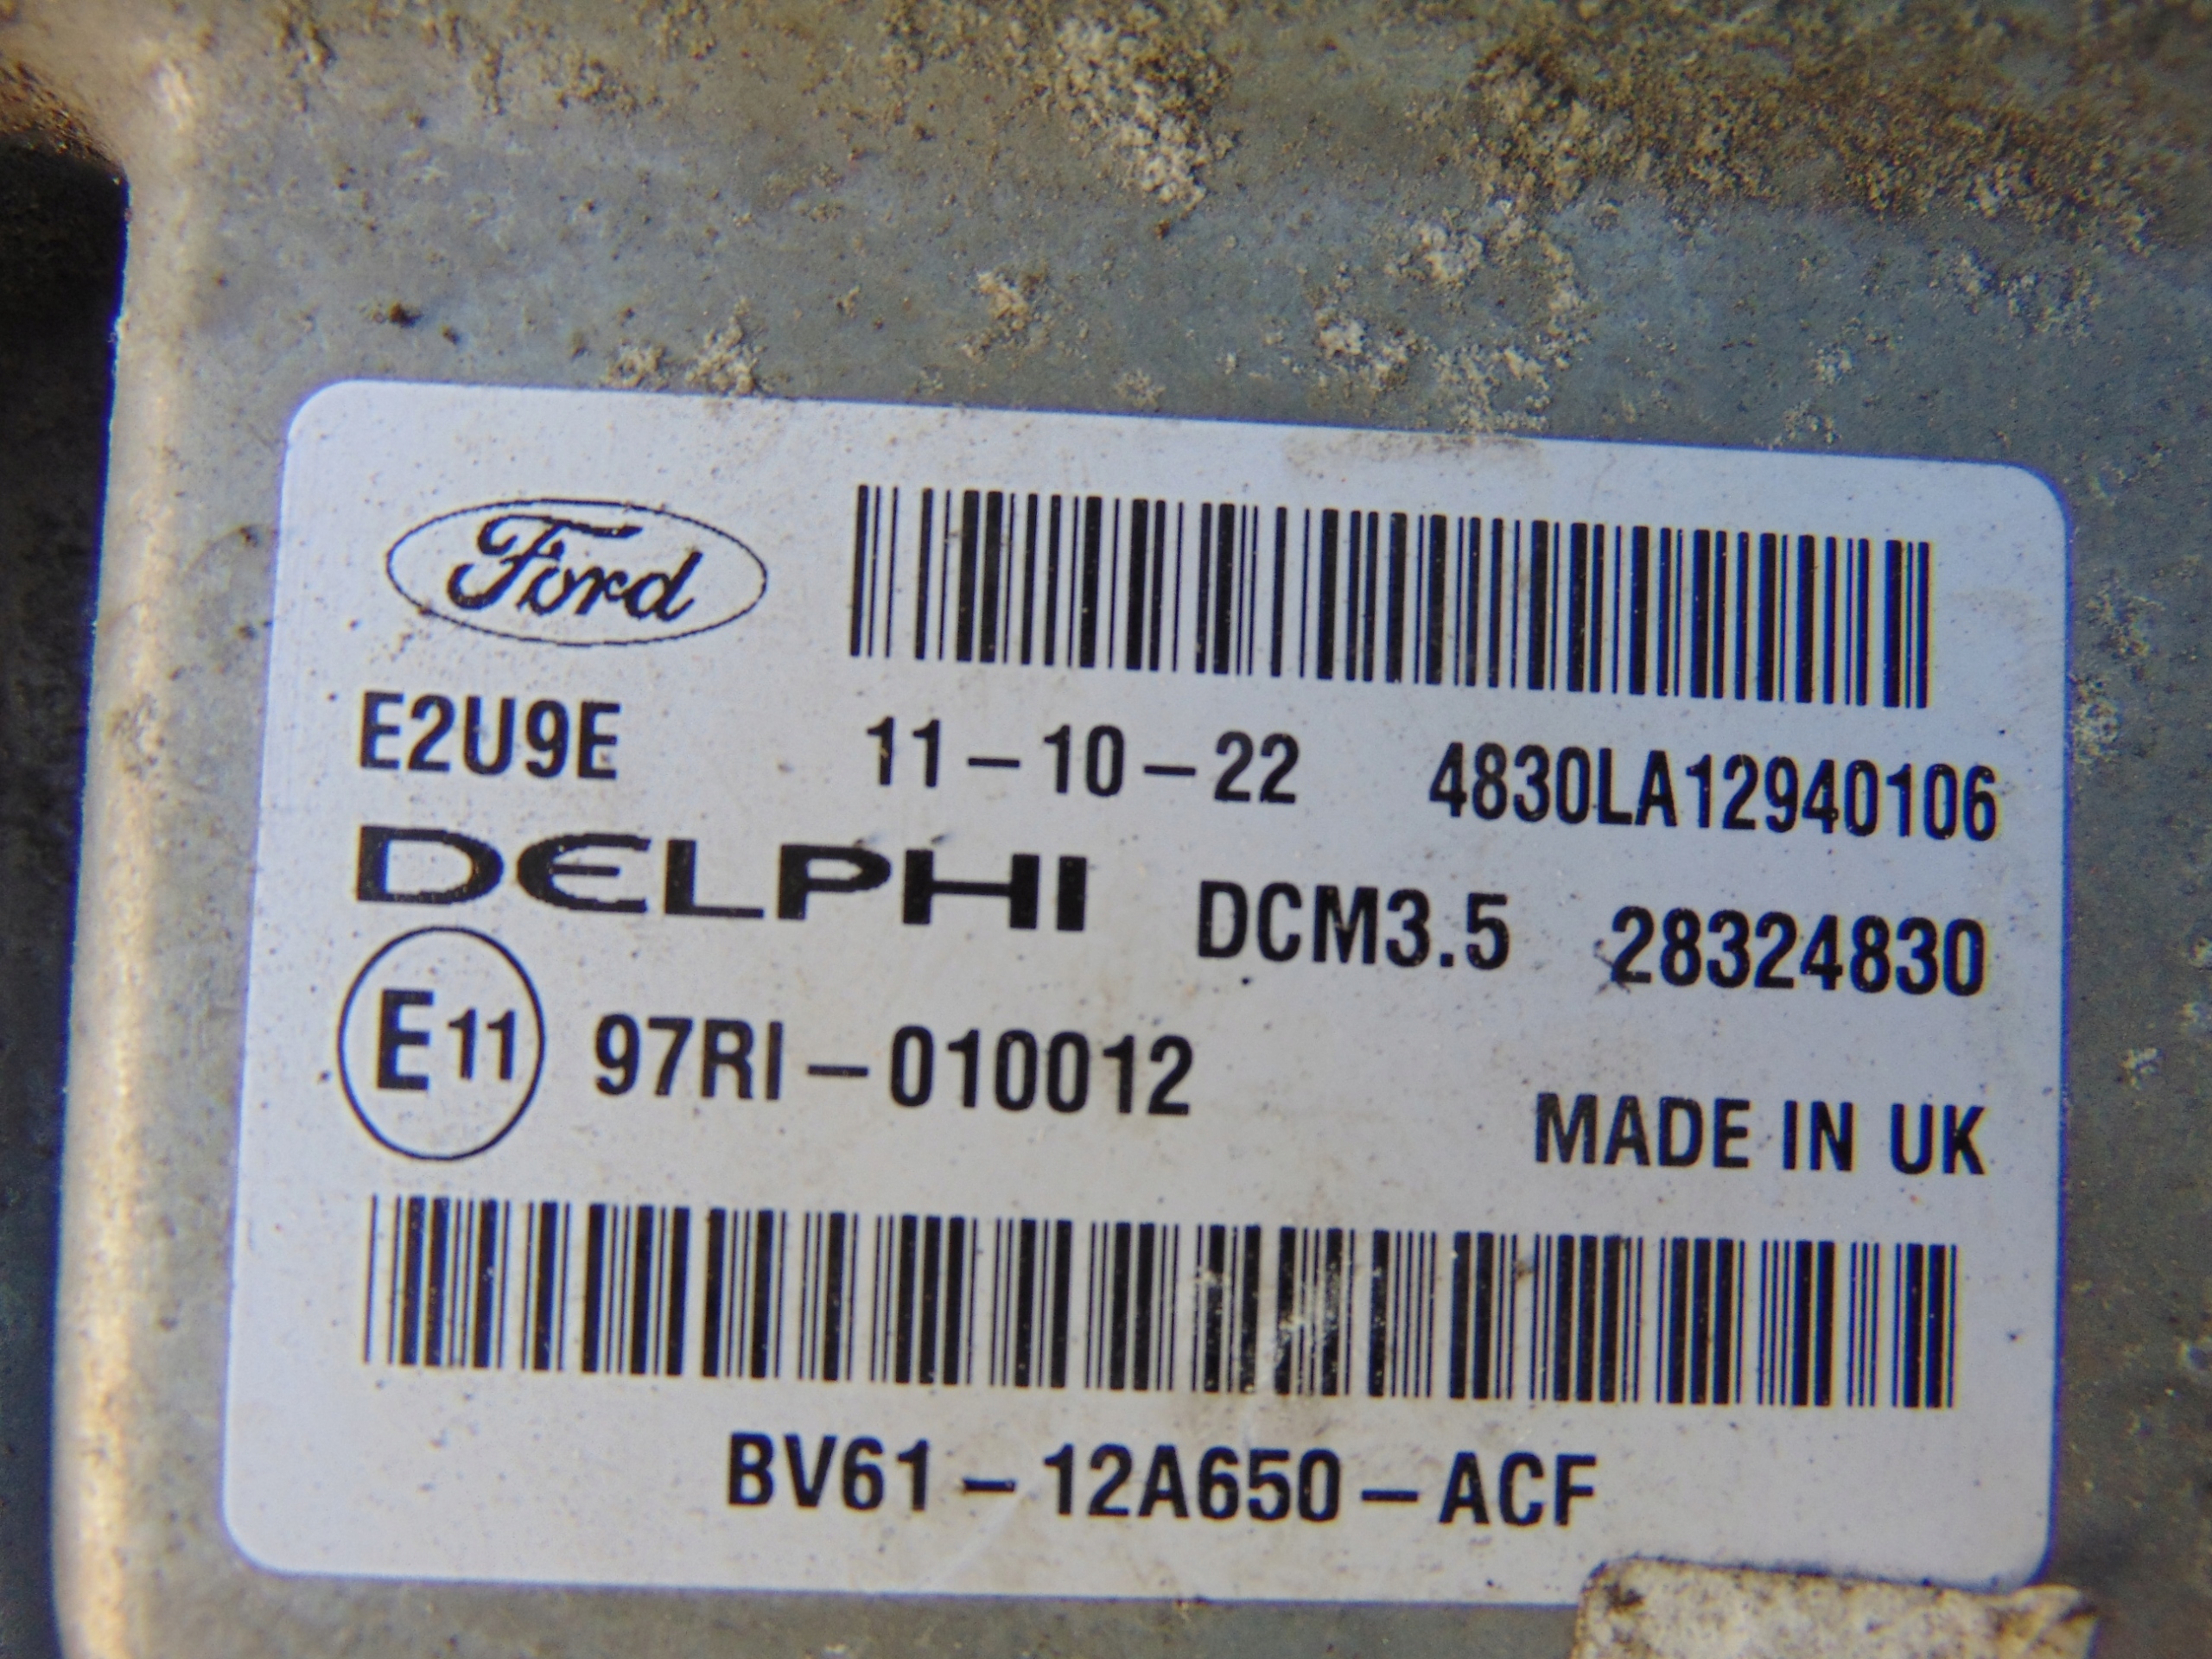 Ford
E2U9E 11-10-22 4830LA12940106
DELPHI DCM3.5 28324830
E11 97RI-010012
MADE IN UK
BV61-12A650-ACF